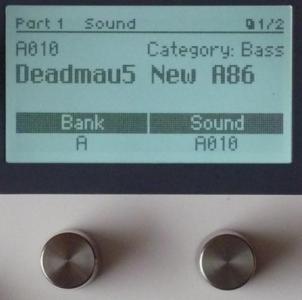 Part 1 Sound 1/2
A010 Category: Bass
Deadmau5 New A86
Bank Sound
A A010